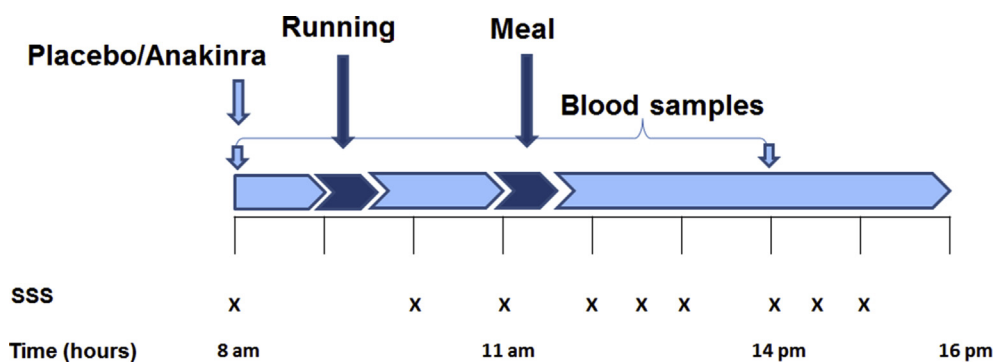 Running
Meal
Placebo/Anakinra
Blood samples
SSS x x x x x x x x x
Time (hours) 8 am 11 am 14 pm 16 pm